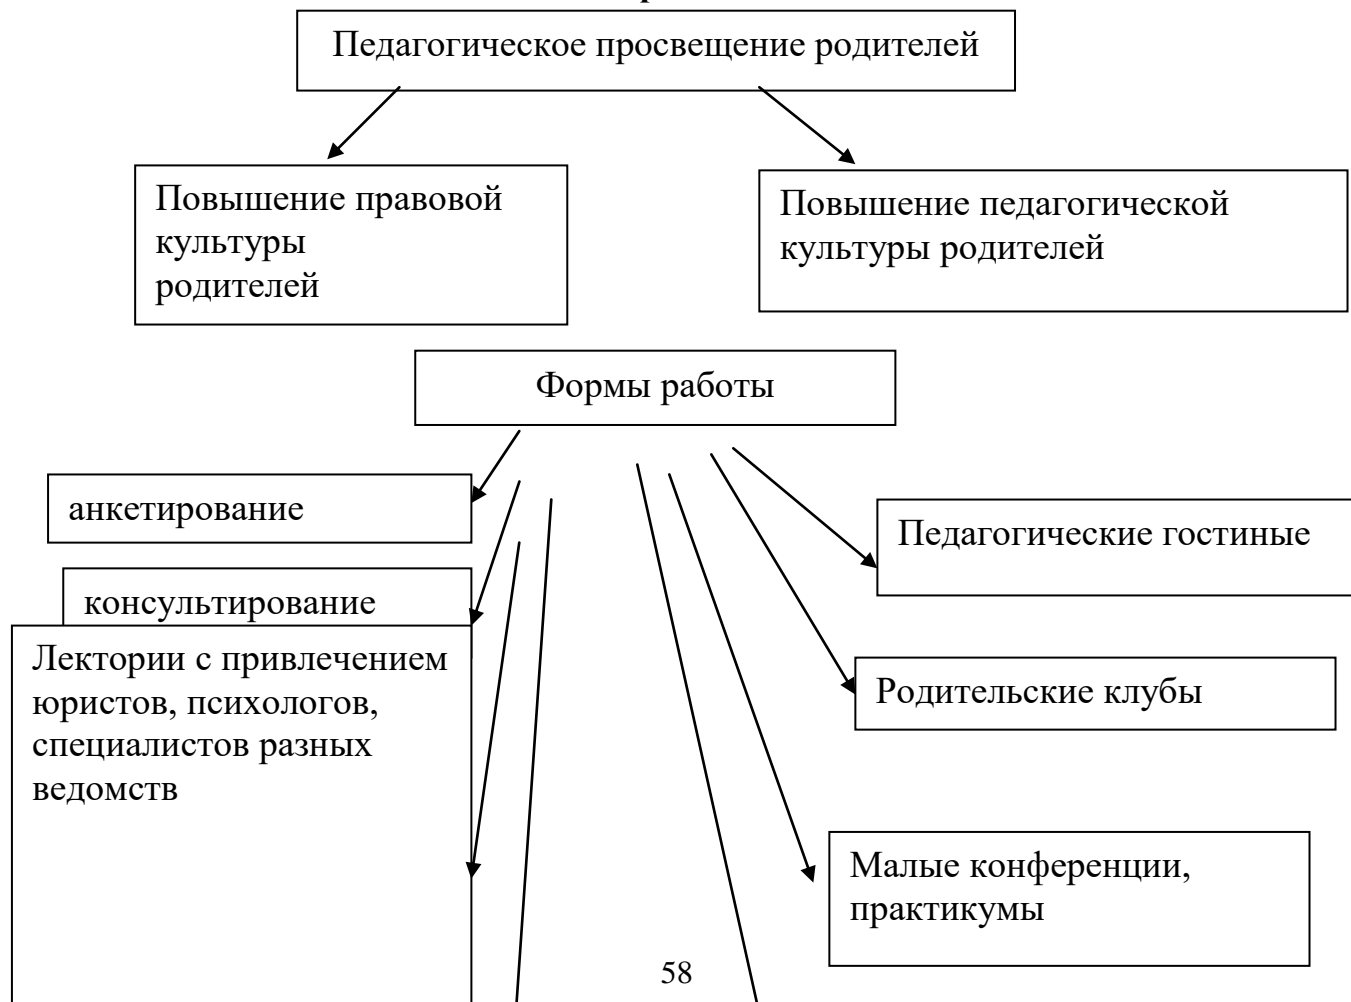 Педагогическое просвещение родителей
Повышение правовой
культуры
родителей
Повышение педагогической
культуры родителей
Формы работы
анкетирование
консультирование
Лектории с привлечением
юристов, психологов,
специалистов разных
ведомств
Педагогические гостиные
Родительские клубы
Малые конференции,
практикумы
58